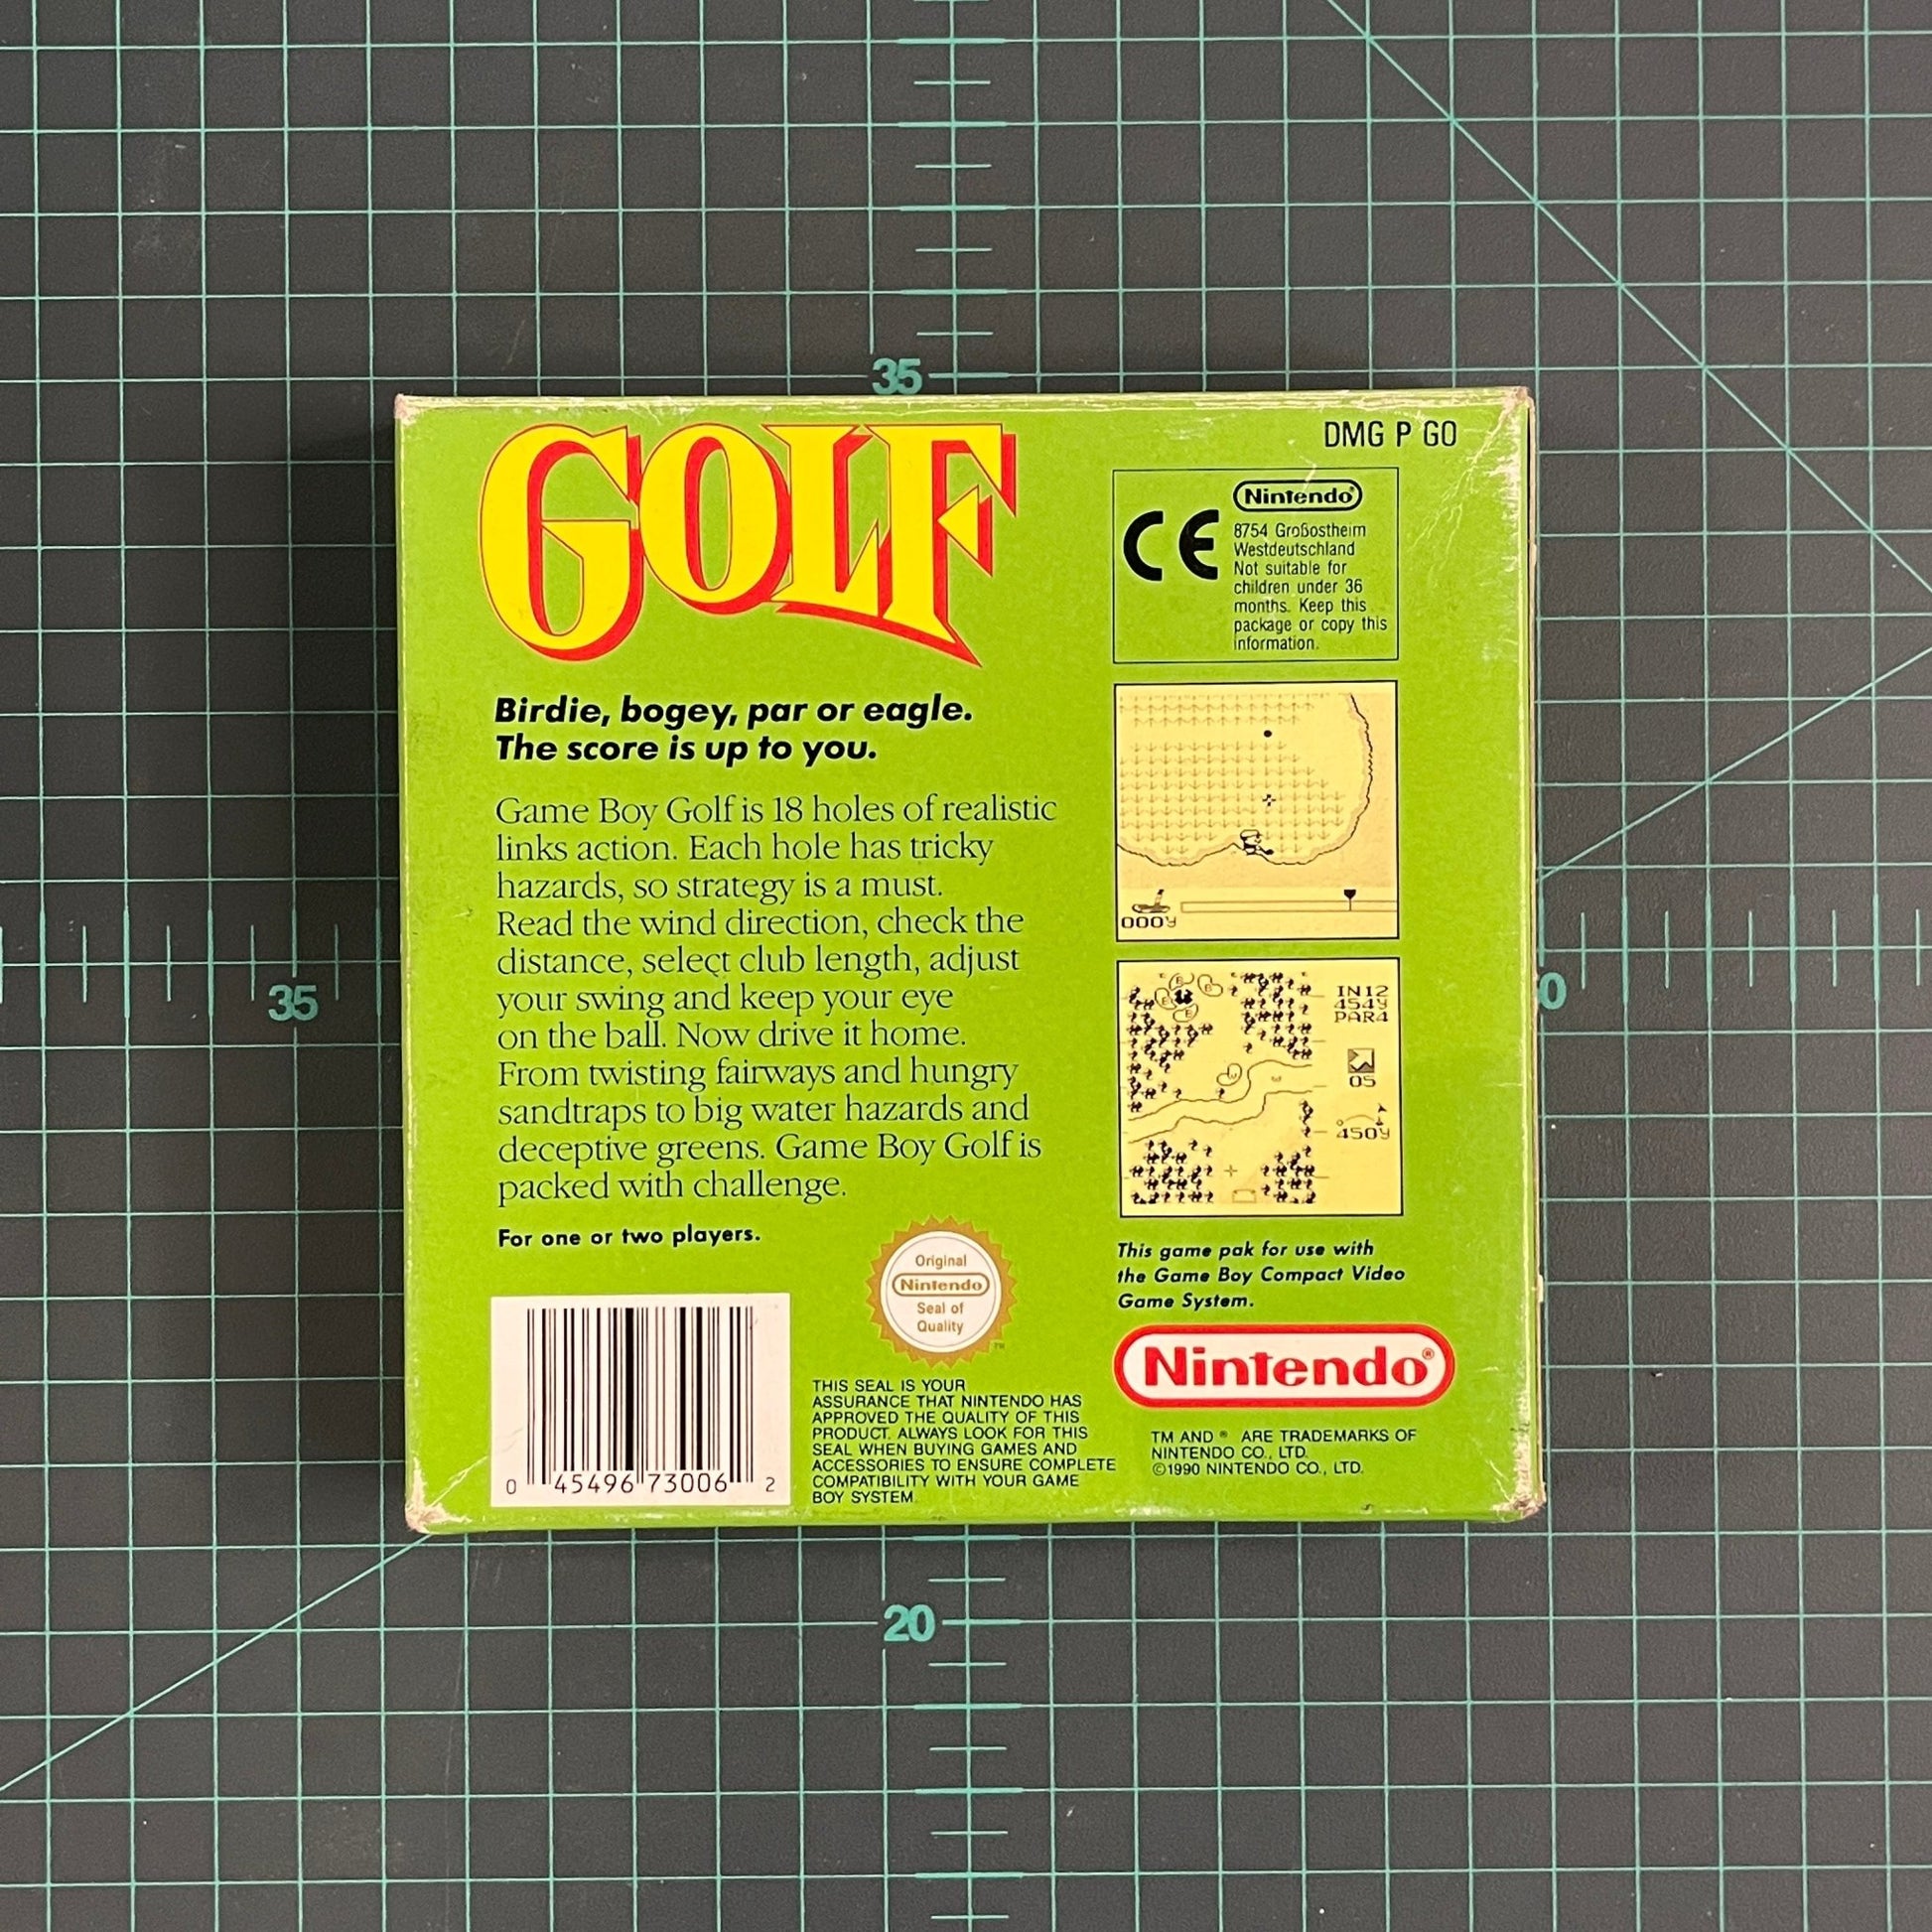 35
GOLF
DMG P GO
Nintendo®
CE
8754 Großostheim
Westdeutschland
Not suitable for
children under 36
months. Keep this
package or copy this
information.
Birdie, bogey, par or eagle.
The score is up to you.
Game Boy Golf is 18 holes of realistic
links action. Each hole has tricky
hazards, so strategy is a must.
Read the wind direction, check the
distance, select club length, adjust
your swing and keep your eye
on the ball. Now drive it home.
From twisting fairways and hungry
sandtraps to big water hazards and
deceptive greens. Game Boy Golf is
packed with challenge.
For one or two players.
000y
IN12
454y
PAR4
05
450y
35
0
This game pak for use with
the Game Boy Compact Video
Game System.
Original
Nintendo
Seal of
Quality
TM
Nintendo®
0 45496 73006 2
THIS SEAL IS YOUR
ASSURANCE THAT NINTENDO HAS
APPROVED THE QUALITY OF THIS
PRODUCT. ALWAYS LOOK FOR THIS
SEAL WHEN BUYING GAMES AND
ACCESSORIES TO ENSURE COMPLETE
COMPATIBILITY WITH YOUR GAME
BOY SYSTEM.
TM AND ® ARE TRADEMARKS OF
NINTENDO CO., LTD.
©1990 NINTENDO CO., LTD.
20